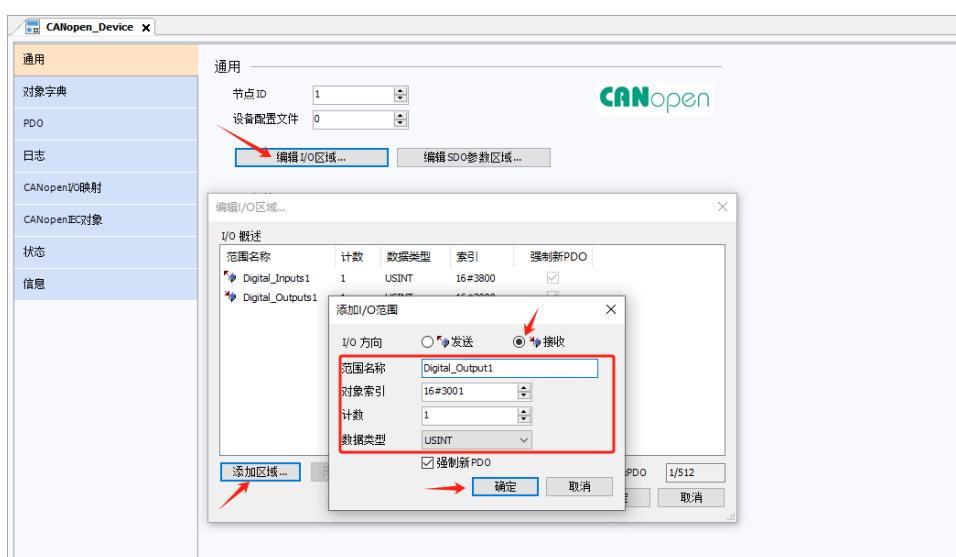 CANopen_Device X
通用
对象字典
PDO
日志
CANopenI/O映射
CANopenIEC对象
状态
信息
通用
节点ID 1
设备配置文件 0
CANopen
编辑I/O区域... 编辑SDO参数区域...
编辑I/O区域...
I/O 概述
范围名称 计数 数据类型 索引 强制新PDO
Digital_Inputs1 1 USINT 16#3800
Digital_Outputs1
添加I/O范围
I/O 方向 发送 接收
范围名称 Digital_Output1
对象索引 16#3001
计数 1
数据类型 USINT
强制新PDO
确定 取消
添加区域... PDO 1/512
取消